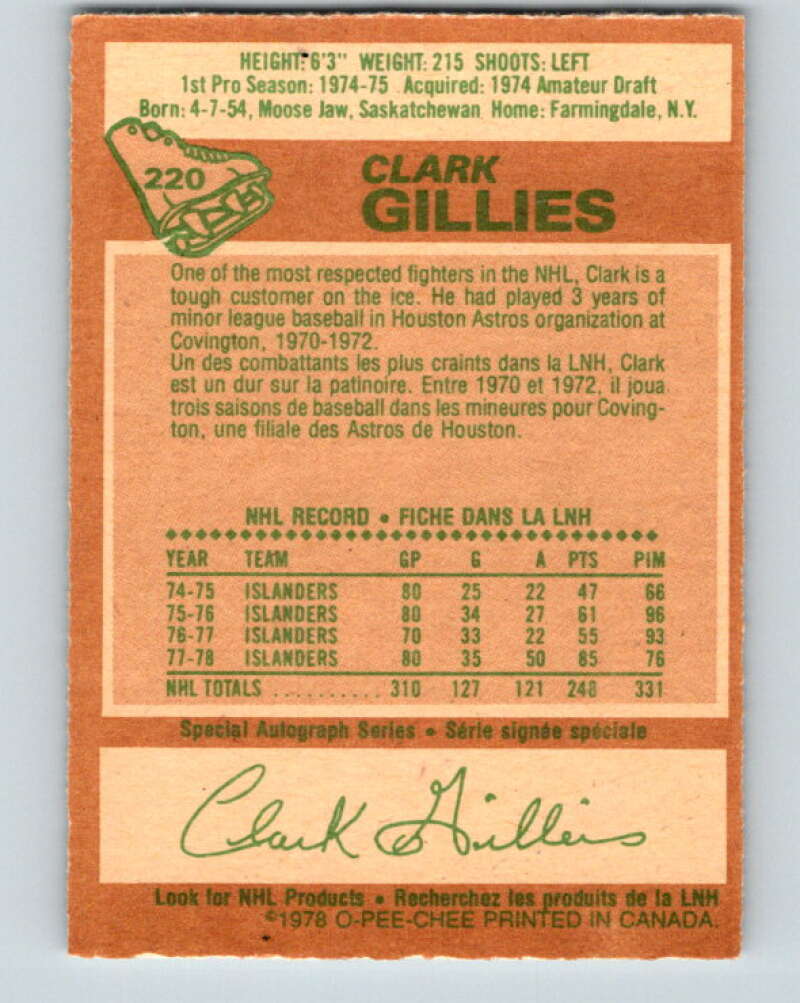 HEIGHT: 6'3" WEIGHT: 215 SHOOTS: LEFT
1st Pro Season: 1974-75 Acquired: 1974 Amateur Draft
Born: 4-7-54, Moose Jaw, Saskatchewan Home: Farmingdale, N.Y.
220
CLARK
GILLIES
One of the most respected fighters in the NHL, Clark is a
tough customer on the ice. He had played 3 years of
minor league baseball in Houston Astros organization at
Covington, 1970-1972.
Un des combattants les plus craints dans la LNH, Clark
est un dur sur la patinoire. Entre 1970 et 1972, il joua
trois saisons de baseball dans les mineures pour Coving-
ton, une filiale des Astros de Houston.
NHL RECORD • FICHE DANS LA LNH
YEAR TEAM GP G A PTS PIM
74-75 ISLANDERS 80 25 22 47 66
75-76 ISLANDERS 80 34 27 61 96
76-77 ISLANDERS 70 33 22 55 93
77-78 ISLANDERS 80 35 50 85 76
NHL TOTALS .......... 310 127 121 248 331
Special Autograph Series • Série signée spéciale
Clark Gillies
Look for NHL Products • Recherchez les produits de la LNH
©1978 O-PEE-CHEE PRINTED IN CANADA.